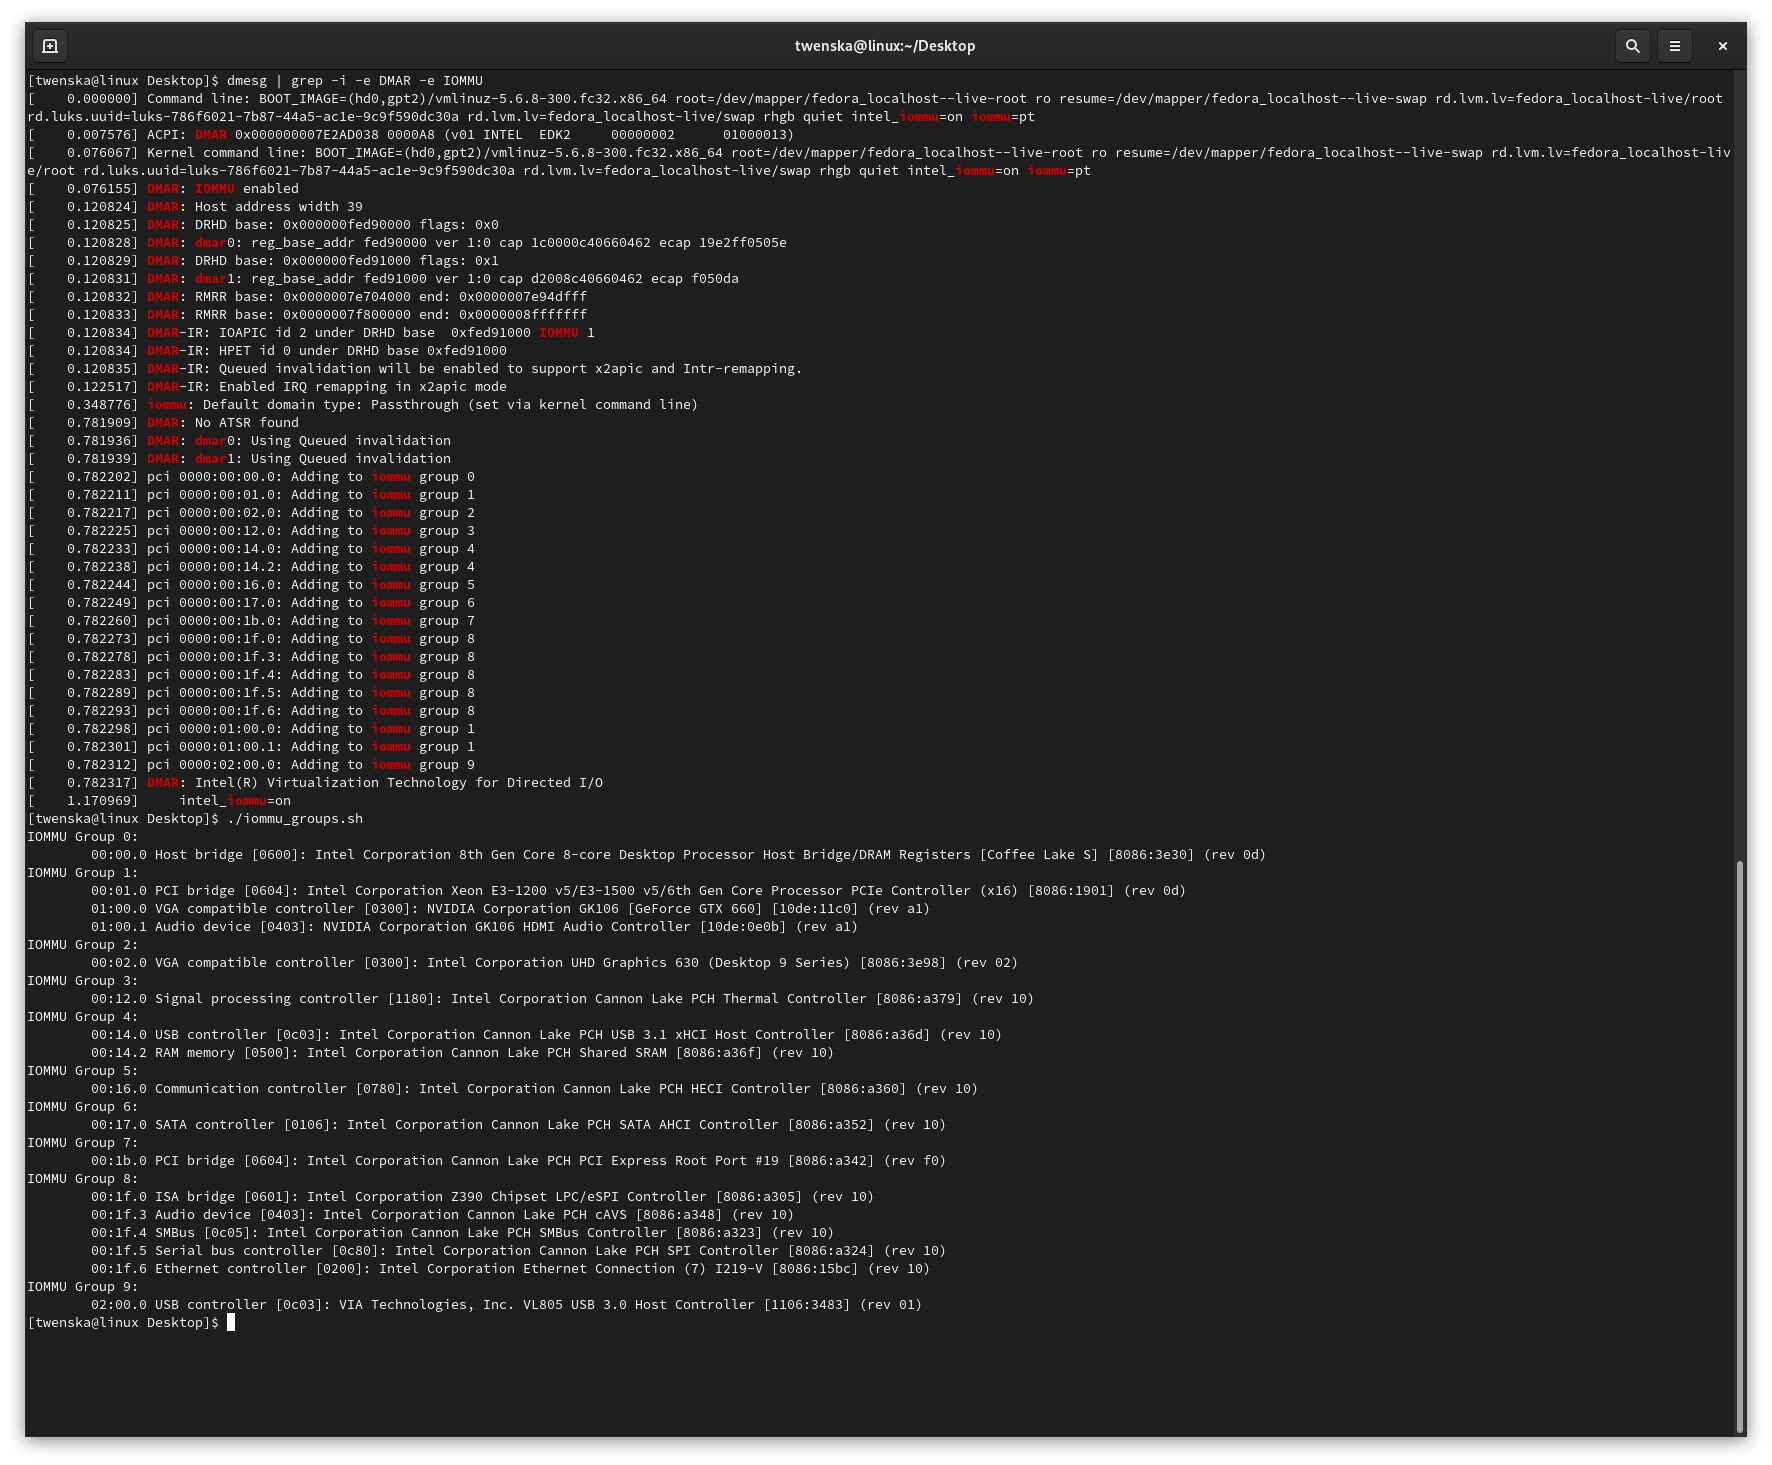 twenska@linux:~/Desktop
[twenska@linux Desktop]$ dmesg | grep -i -e DMAR -e IOMMU
[    0.000000] Command line: BOOT_IMAGE=(hd0,gpt2)/vmlinuz-5.6.8-300.fc32.x86_64 root=/dev/mapper/fedora_localhost--live-root ro resume=/dev/mapper/fedora_localhost--live-swap rd.lvm.lv=fedora_localhost-live/root
rd.luks.uuid=luks-786f6021-7b87-44a5-ac1e-9c9f590dc30a rd.lvm.lv=fedora_localhost-live/swap rhgb quiet intel_iommu=on iommu=pt
[    0.007576] ACPI: DMAR 0x000000007E2AD038 0000A8 (v01 INTEL  EDK2     00000002      01000013)
[    0.076067] Kernel command line: BOOT_IMAGE=(hd0,gpt2)/vmlinuz-5.6.8-300.fc32.x86_64 root=/dev/mapper/fedora_localhost--live-root ro resume=/dev/mapper/fedora_localhost--live-swap rd.lvm.lv=fedora_localhost-liv
e/root rd.luks.uuid=luks-786f6021-7b87-44a5-ac1e-9c9f590dc30a rd.lvm.lv=fedora_localhost-live/swap rhgb quiet intel_iommu=on iommu=pt
[    0.076155] DMAR: IOMMU enabled
[    0.120824] DMAR: Host address width 39
[    0.120825] DMAR: DRHD base: 0x000000fed90000 flags: 0x0
[    0.120828] DMAR: dmar0: reg_base_addr fed90000 ver 1:0 cap 1c0000c40660462 ecap 19e2ff0505e
[    0.120829] DMAR: DRHD base: 0x000000fed91000 flags: 0x1
[    0.120831] DMAR: dmar1: reg_base_addr fed91000 ver 1:0 cap d2008c40660462 ecap f050da
[    0.120832] DMAR: RMRR base: 0x0000007e704000 end: 0x0000007e94dfff
[    0.120833] DMAR: RMRR base: 0x0000007f800000 end: 0x0000008fffffff
[    0.120834] DMAR-IR: IOAPIC id 2 under DRHD base  0xfed91000 IOMMU 1
[    0.120834] DMAR-IR: HPET id 0 under DRHD base 0xfed91000
[    0.120835] DMAR-IR: Queued invalidation will be enabled to support x2apic and Intr-remapping.
[    0.122517] DMAR-IR: Enabled IRQ remapping in x2apic mode
[    0.348776] iommu: Default domain type: Passthrough (set via kernel command line)
[    0.781909] DMAR: No ATSR found
[    0.781936] DMAR: dmar0: Using Queued invalidation
[    0.781939] DMAR: dmar1: Using Queued invalidation
[    0.782202] pci 0000:00:00.0: Adding to iommu group 0
[    0.782211] pci 0000:00:01.0: Adding to iommu group 1
[    0.782217] pci 0000:00:02.0: Adding to iommu group 2
[    0.782225] pci 0000:00:12.0: Adding to iommu group 3
[    0.782233] pci 0000:00:14.0: Adding to iommu group 4
[    0.782238] pci 0000:00:14.2: Adding to iommu group 4
[    0.782244] pci 0000:00:16.0: Adding to iommu group 5
[    0.782249] pci 0000:00:17.0: Adding to iommu group 6
[    0.782260] pci 0000:00:1b.0: Adding to iommu group 7
[    0.782273] pci 0000:00:1f.0: Adding to iommu group 8
[    0.782278] pci 0000:00:1f.3: Adding to iommu group 8
[    0.782283] pci 0000:00:1f.4: Adding to iommu group 8
[    0.782289] pci 0000:00:1f.5: Adding to iommu group 8
[    0.782293] pci 0000:00:1f.6: Adding to iommu group 8
[    0.782298] pci 0000:01:00.0: Adding to iommu group 1
[    0.782301] pci 0000:01:00.1: Adding to iommu group 1
[    0.782312] pci 0000:02:00.0: Adding to iommu group 9
[    0.782317] DMAR: Intel(R) Virtualization Technology for Directed I/O
[    1.170969]     intel_iommu=on
[twenska@linux Desktop]$ ./iommu_groups.sh
IOMMU Group 0:
        00:00.0 Host bridge [0600]: Intel Corporation 8th Gen Core 8-core Desktop Processor Host Bridge/DRAM Registers [Coffee Lake S] [8086:3e30] (rev 0d)
IOMMU Group 1:
        00:01.0 PCI bridge [0604]: Intel Corporation Xeon E3-1200 v5/E3-1500 v5/6th Gen Core Processor PCIe Controller (x16) [8086:1901] (rev 0d)
        01:00.0 VGA compatible controller [0300]: NVIDIA Corporation GK106 [GeForce GTX 660] [10de:11c0] (rev a1)
        01:00.1 Audio device [0403]: NVIDIA Corporation GK106 HDMI Audio Controller [10de:0e0b] (rev a1)
IOMMU Group 2:
        00:02.0 VGA compatible controller [0300]: Intel Corporation UHD Graphics 630 (Desktop 9 Series) [8086:3e98] (rev 02)
IOMMU Group 3:
        00:12.0 Signal processing controller [1180]: Intel Corporation Cannon Lake PCH Thermal Controller [8086:a379] (rev 10)
IOMMU Group 4:
        00:14.0 USB controller [0c03]: Intel Corporation Cannon Lake PCH USB 3.1 xHCI Host Controller [8086:a36d] (rev 10)
        00:14.2 RAM memory [0500]: Intel Corporation Cannon Lake PCH Shared SRAM [8086:a36f] (rev 10)
IOMMU Group 5:
        00:16.0 Communication controller [0780]: Intel Corporation Cannon Lake PCH HECI Controller [8086:a360] (rev 10)
IOMMU Group 6:
        00:17.0 SATA controller [0106]: Intel Corporation Cannon Lake PCH SATA AHCI Controller [8086:a352] (rev 10)
IOMMU Group 7:
        00:1b.0 PCI bridge [0604]: Intel Corporation Cannon Lake PCH PCI Express Root Port #19 [8086:a342] (rev f0)
IOMMU Group 8:
        00:1f.0 ISA bridge [0601]: Intel Corporation Z390 Chipset LPC/eSPI Controller [8086:a305] (rev 10)
        00:1f.3 Audio device [0403]: Intel Corporation Cannon Lake PCH cAVS [8086:a348] (rev 10)
        00:1f.4 SMBus [0c05]: Intel Corporation Cannon Lake PCH SMBus Controller [8086:a323] (rev 10)
        00:1f.5 Serial bus controller [0c80]: Intel Corporation Cannon Lake PCH SPI Controller [8086:a324] (rev 10)
        00:1f.6 Ethernet controller [0200]: Intel Corporation Ethernet Connection (7) I219-V [8086:15bc] (rev 10)
IOMMU Group 9:
        02:00.0 USB controller [0c03]: VIA Technologies, Inc. VL805 USB 3.0 Host Controller [1106:3483] (rev 01)
[twenska@linux Desktop]$